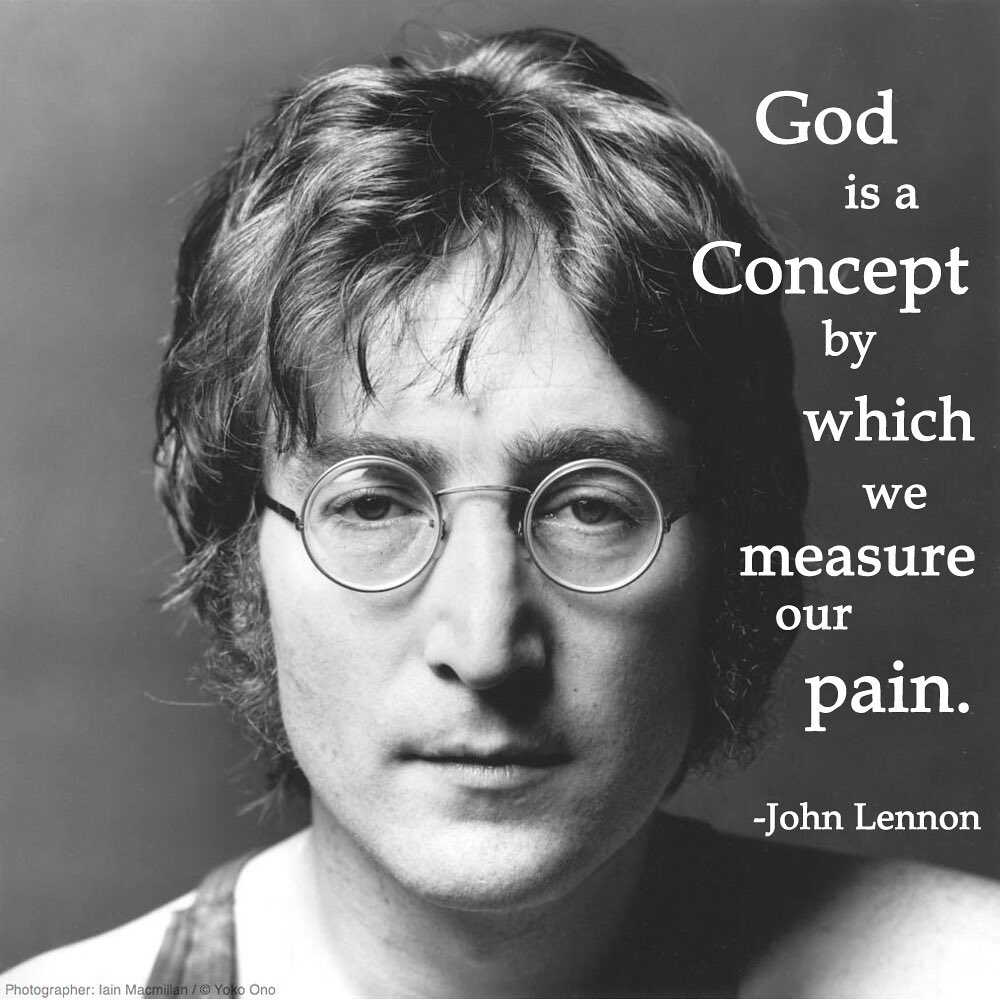 God
is a
Concept
by
which
we
measure
our
pain.
-John Lennon
Photographer: Iain Macmillan / © Yoko Ono